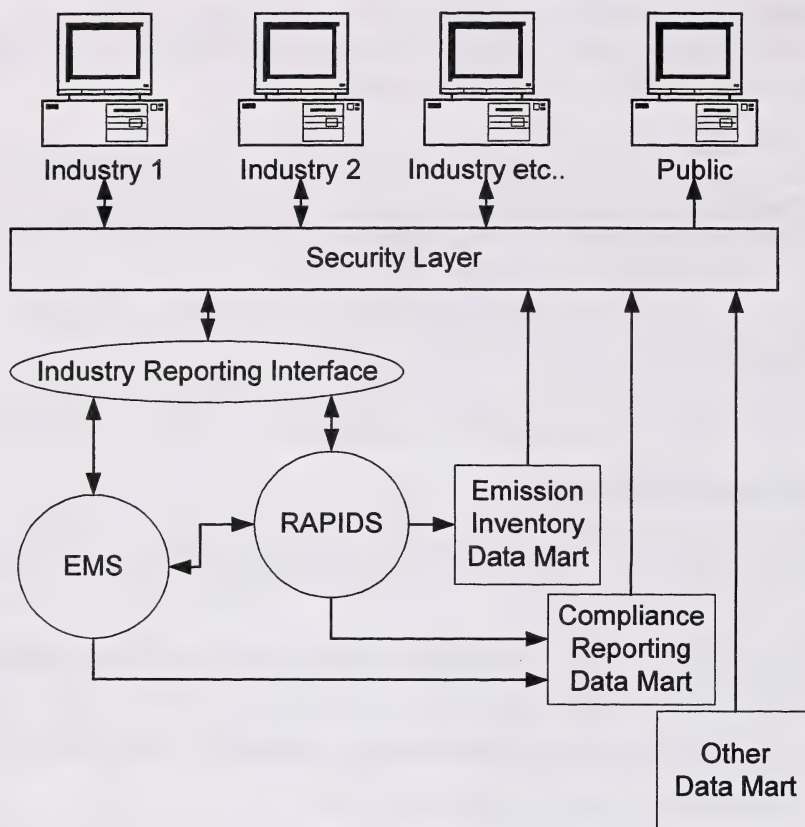 Industry 1
Industry 2
Industry etc..
Public
Security Layer
Industry Reporting Interface
EMS
RAPIDS
Emission
Inventory
Data Mart
Compliance
Reporting
Data Mart
Other
Data Mart